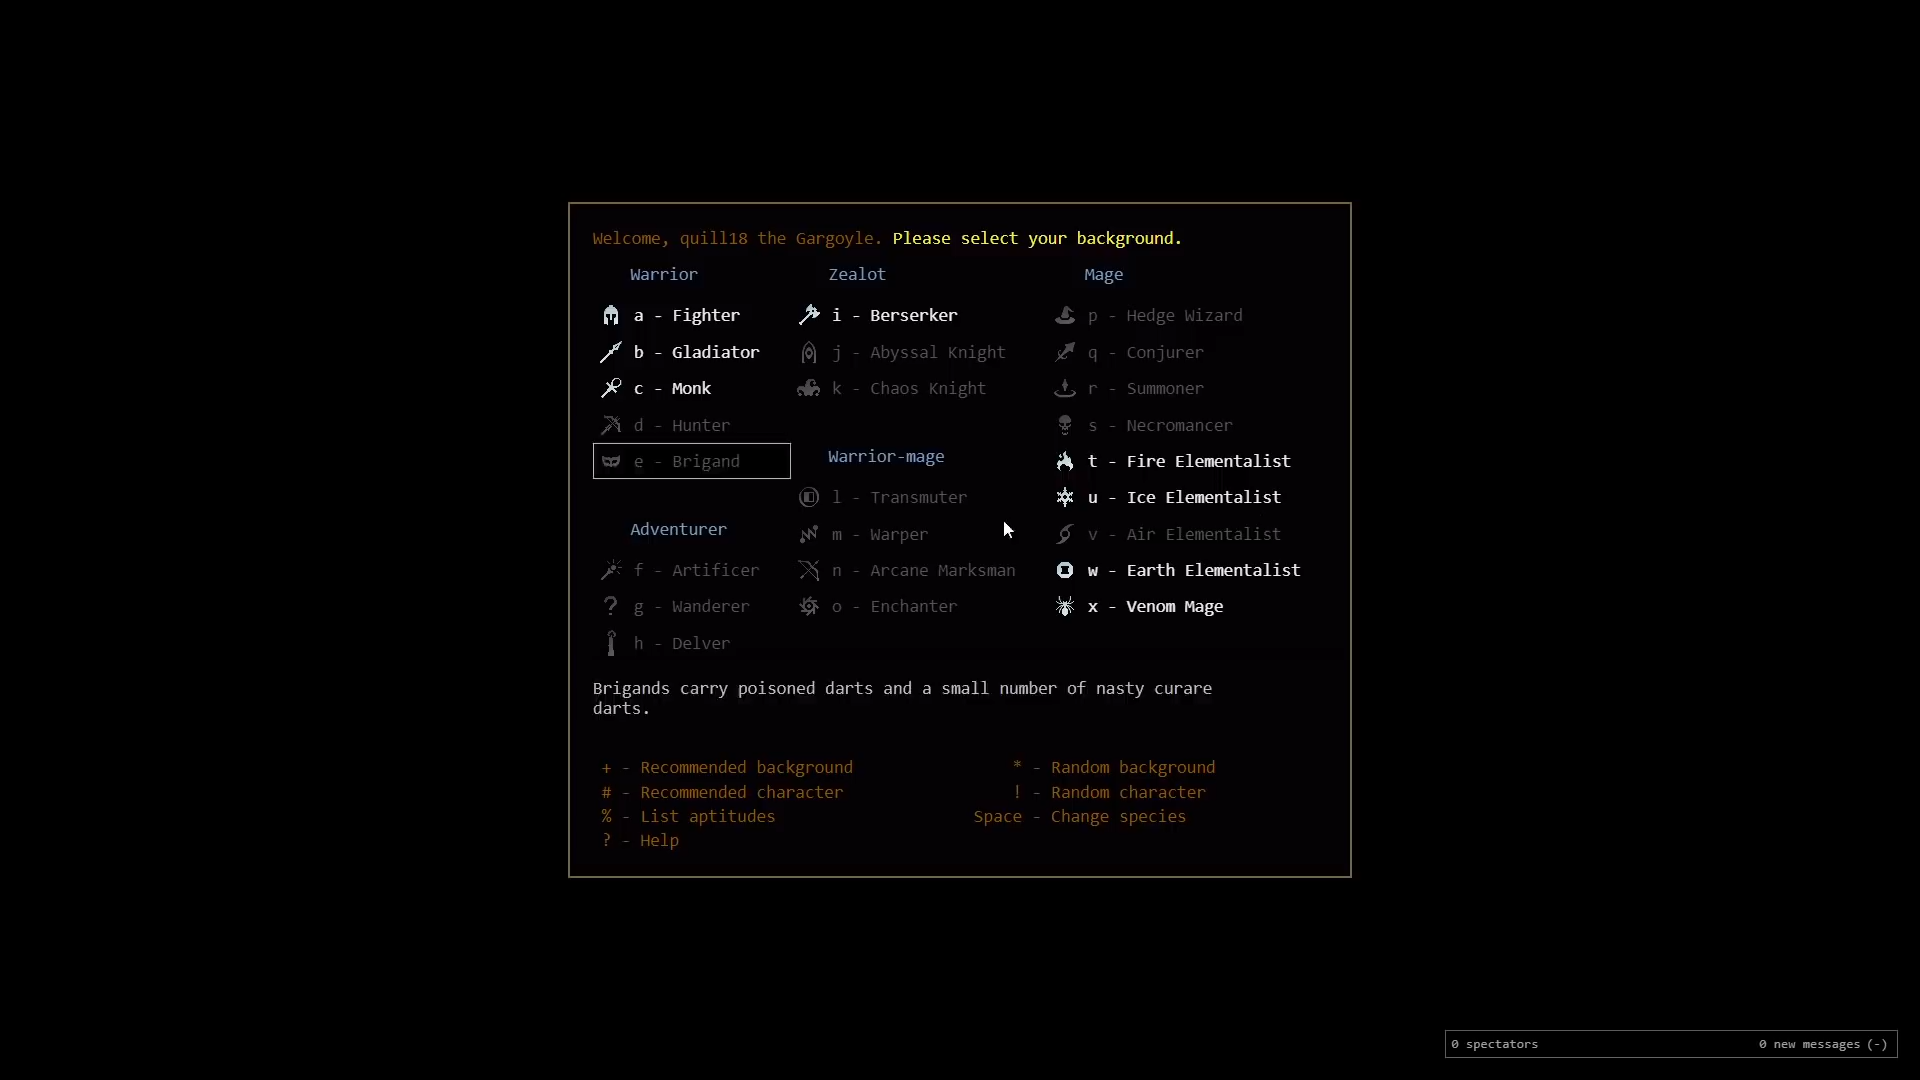 Welcome, quill18 the Gargoyle. Please select your background.
Warrior
a - Fighter
b - Gladiator
c - Monk
d - Hunter
e - Brigand
Adventurer
f - Artificer
g - Wanderer
h - Delver
Zealot
i - Berserker
j - Abyssal Knight
k - Chaos Knight
Warrior-mage
l - Transmuter
m - Warper
n - Arcane Marksman
o - Enchanter
Mage
p - Hedge Wizard
q - Conjurer
r - Summoner
s - Necromancer
t - Fire Elementalist
u - Ice Elementalist
v - Air Elementalist
w - Earth Elementalist
x - Venom Mage
Brigands carry poisoned darts and a small number of nasty curare
darts.
+ - Recommended background
# - Recommended character
% - List aptitudes
? - Help
* - Random background
! - Random character
Space - Change species
0 spectators
0 new messages (-)